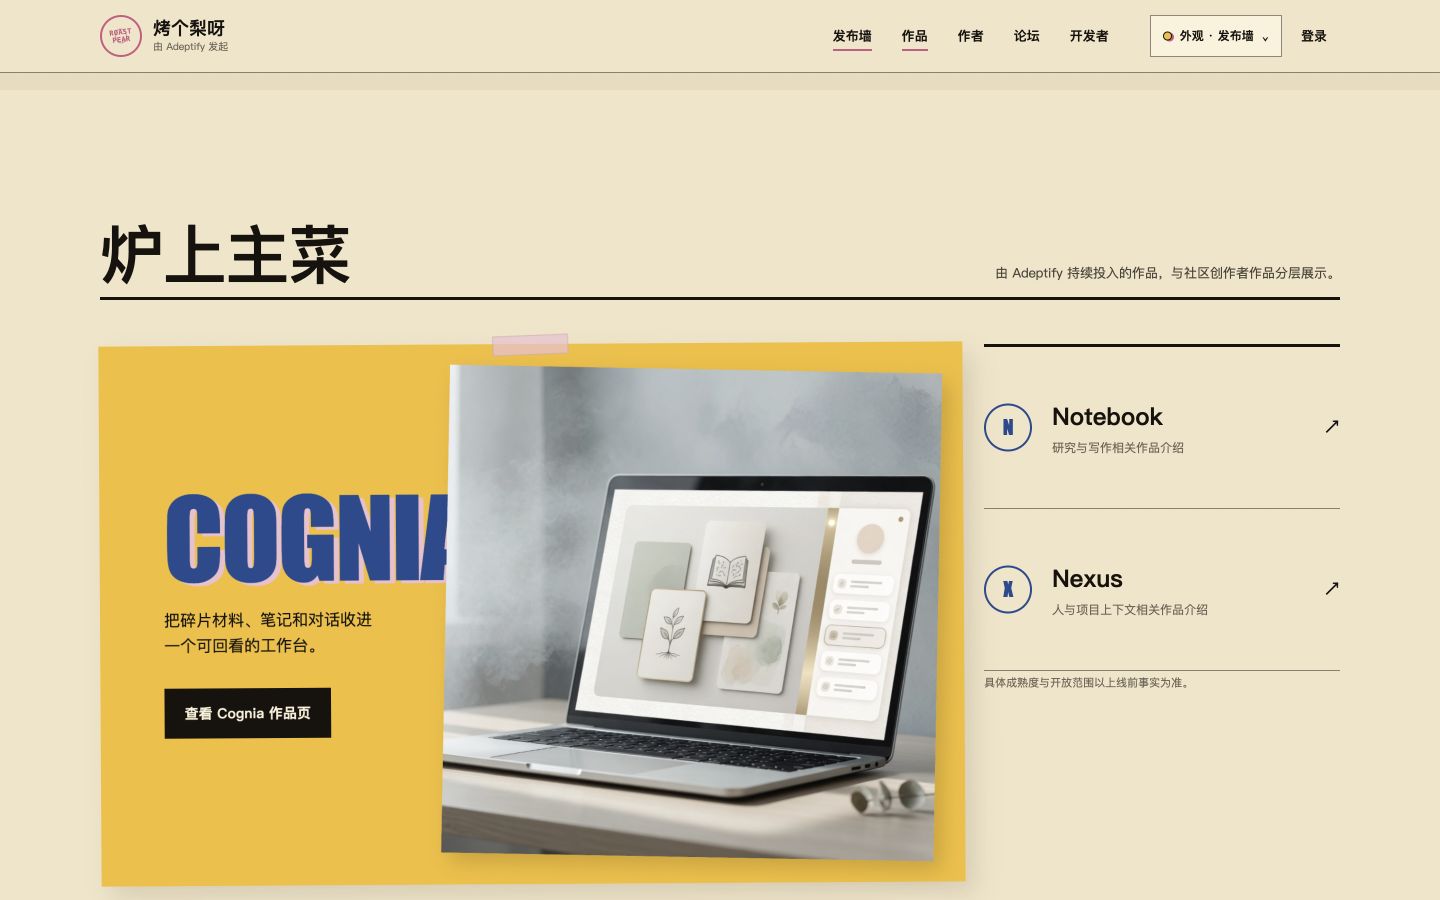 ROAST
PEAR
烤个梨呀
由 Adeptify 发起
发布墙
作品
作者
论坛
开发者
外观 · 发布墙
登录
炉上主菜
由 Adeptify 持续投入的作品，与社区创作者作品分层展示。
COGNIA
把碎片材料、笔记和对话收进
一个可回看的工作台。
查看 Cognia 作品页
N
Notebook
研究与写作相关作品介绍
X
Nexus
人与项目上下文相关作品介绍
具体成熟度与开放范围以上线前事实为准。